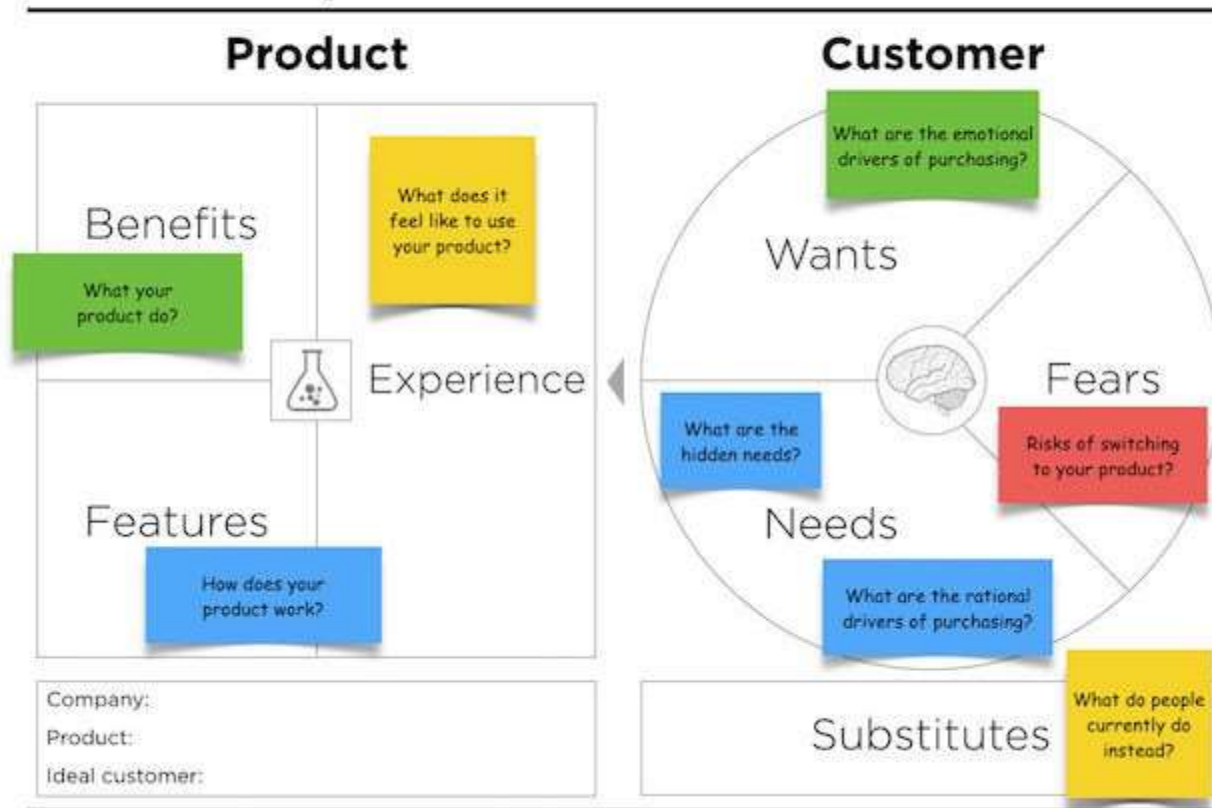 Product
Benefits
What your
product do?
What does it
feel like to use
your product?
Experience
Features
How does your
product work?
Company:
Product:
Ideal customer:
Customer
What are the emotional
drivers of purchasing?
Wants
Fears
Risks of switching
to your product?
What are the
hidden needs?
Needs
What are the rational
drivers of purchasing?
Substitutes
What do people
currently do
instead?